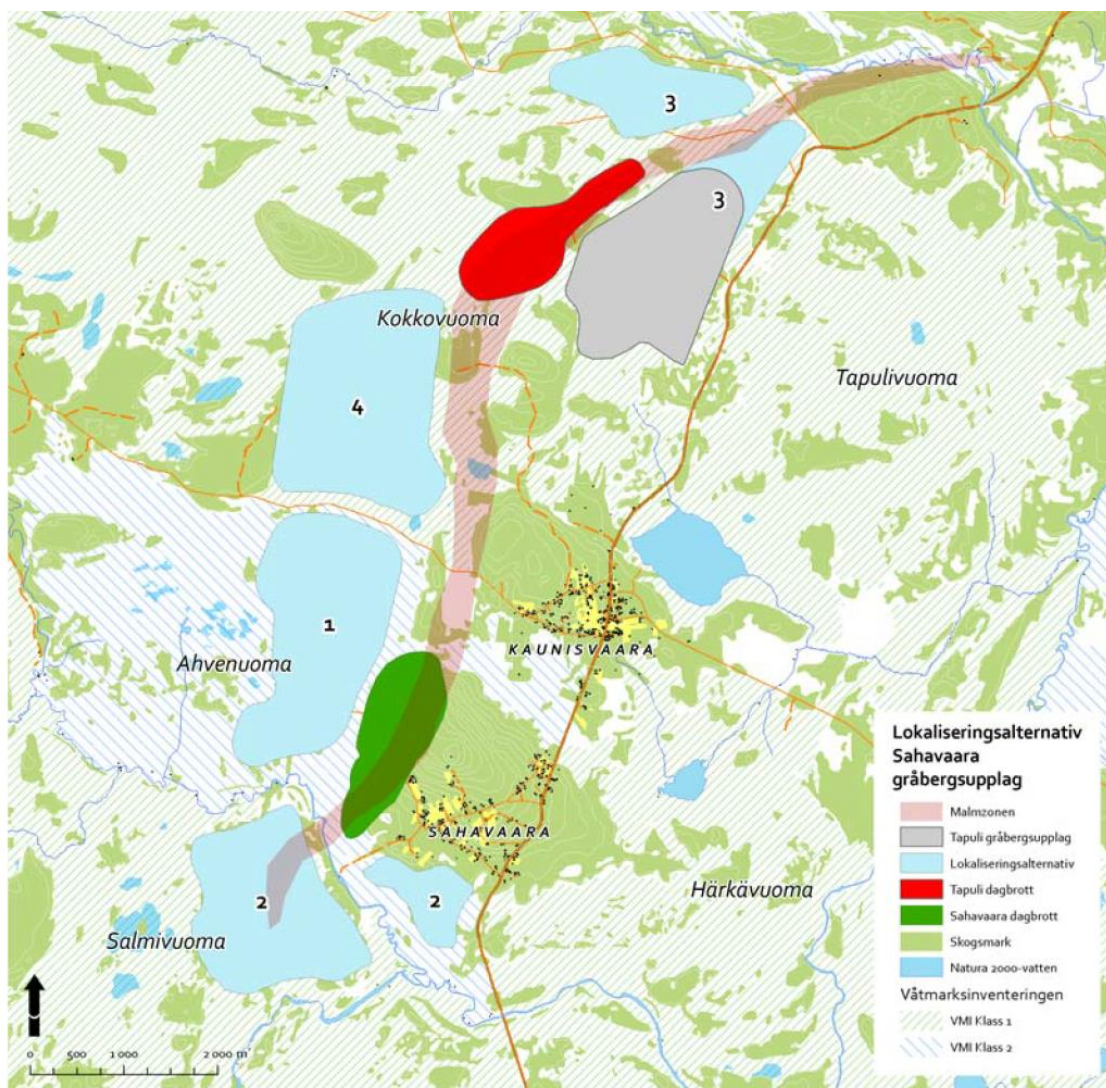 3
3
Kokkovuoma
Tapulivuoma
4
1
KAUNISVAARA
Ahvenuoma
SAHAVAARA
2
2
Härkävuoma
Salmivuoma
0 500 1 000 2 000 m
Lokaliseringsalternativ
Sahavaara
gråbergsupplag
Malmzonen
Tapuli gråbergsupplag
Lokaliseringsalternativ
Tapuli dagbrott
Sahavaara dagbrott
Skogsmark
Natura 2000-vatten
Våtmarksinventeringen
VMI Klass 1
VMI Klass 2